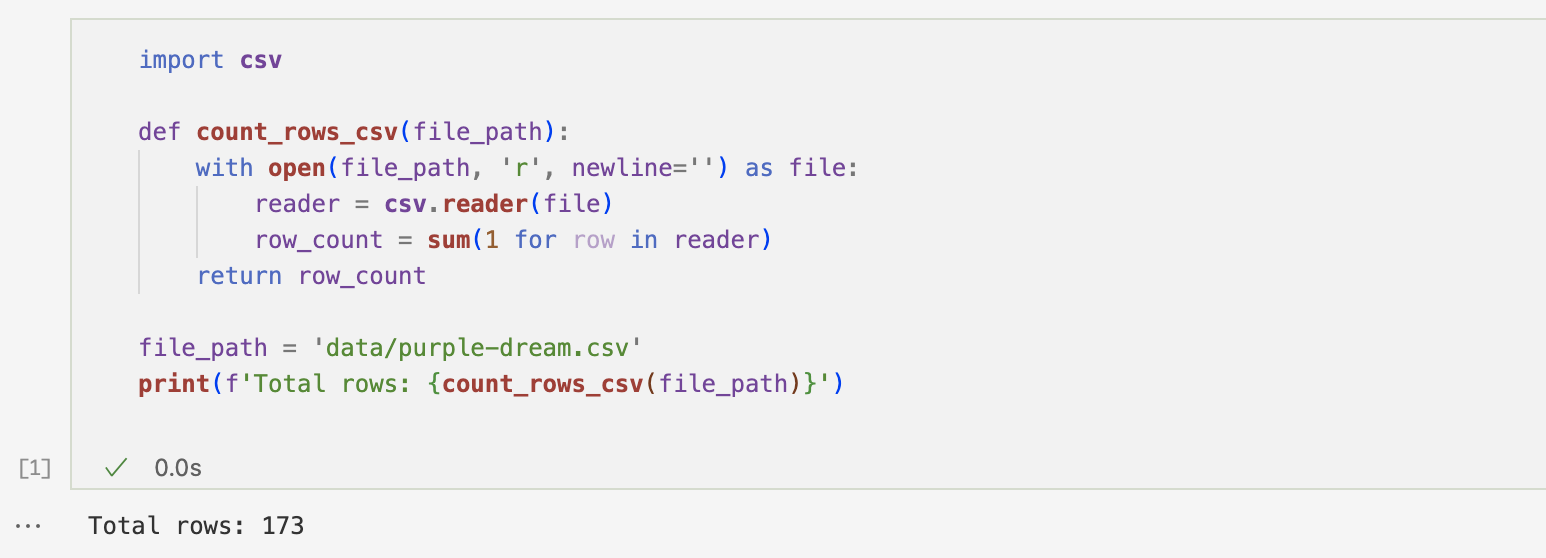 import csv

def count_rows_csv(file_path):
    with open(file_path, 'r', newline='') as file:
        reader = csv.reader(file)
        row_count = sum(1 for row in reader)
    return row_count

file_path = 'data/purple-dream.csv'
print(f'Total rows: {count_rows_csv(file_path)}')
[1] ✓ 0.0s
... Total rows: 173